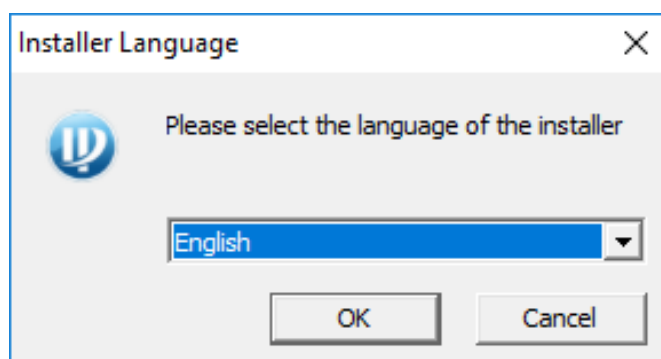 Installer Language
Please select the language of the installer
English
OK
Cancel